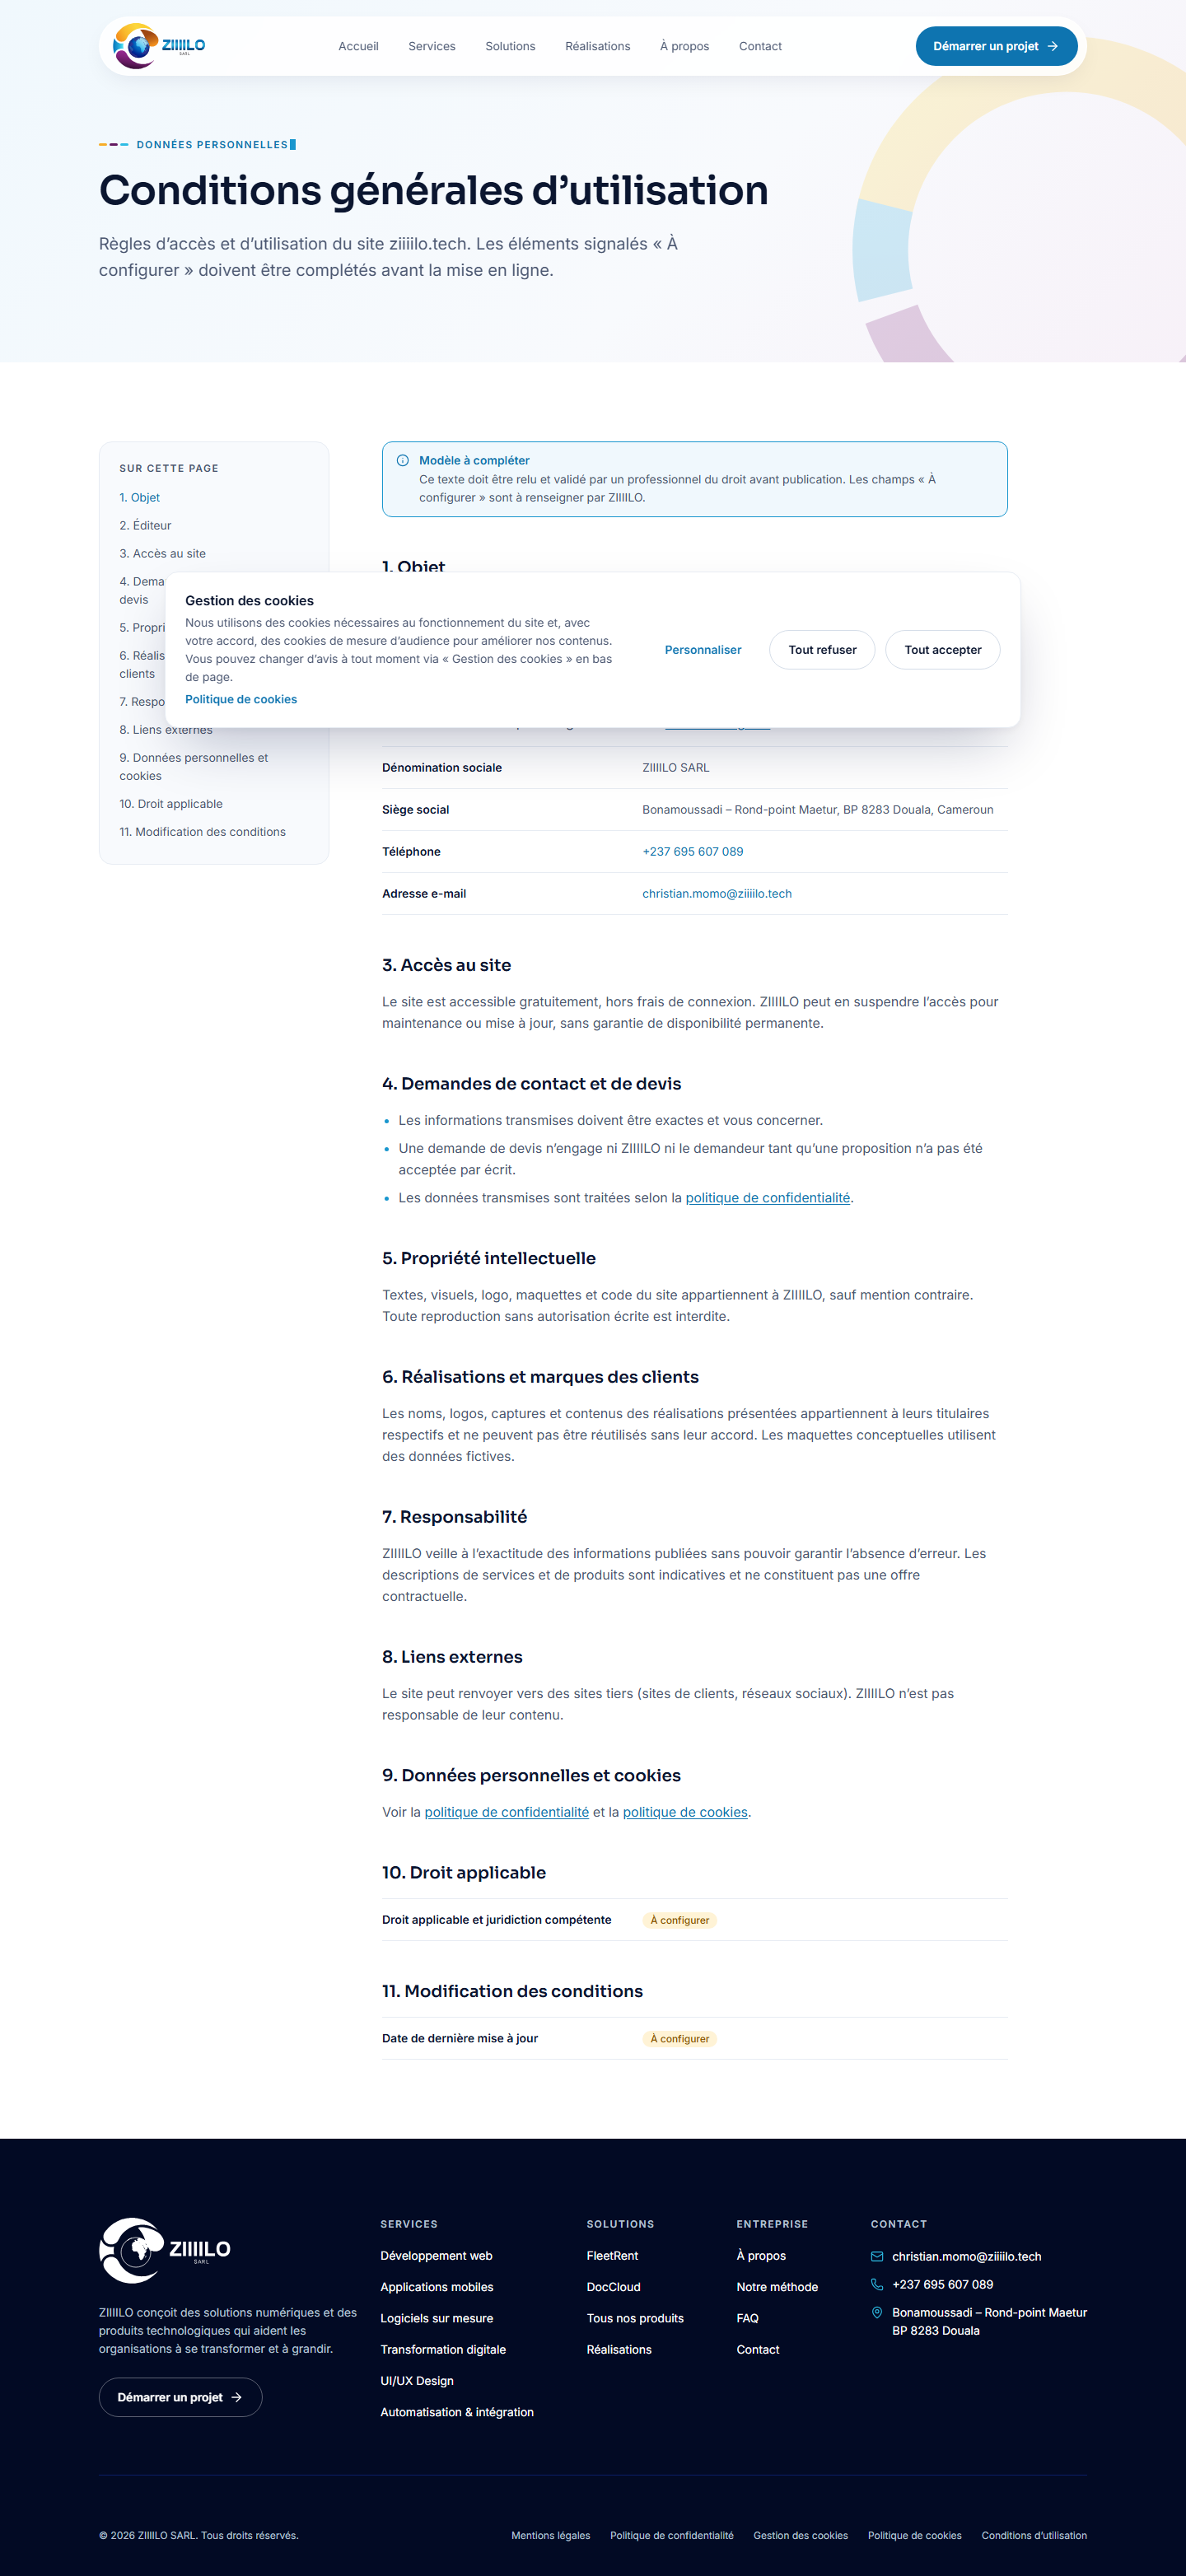 ZIIIILO
SARL
Accueil
Services
Solutions
Réalisations
À propos
Contact
Démarrer un projet
DONNÉES PERSONNELLES
Conditions générales d’utilisation
Règles d’accès et d’utilisation du site ziiiilo.tech. Les éléments signalés « À
configurer » doivent être complétés avant la mise en ligne.
SUR CETTE PAGE
1. Objet
2. Éditeur
3. Accès au site
4. Dema
devis
5. Propri
6. Réalis
clients
7. Respo
8. Liens externes
9. Données personnelles et
cookies
10. Droit applicable
11. Modification des conditions
Modèle à compléter
Ce texte doit être relu et validé par un professionnel du droit avant publication. Les champs « À
configurer » sont à renseigner par ZIIIILO.
1. Objet
Gestion des cookies
Nous utilisons des cookies nécessaires au fonctionnement du site et, avec
votre accord, des cookies de mesure d’audience pour améliorer nos contenus.
Vous pouvez changer d’avis à tout moment via « Gestion des cookies » en bas
de page.
Politique de cookies
Personnaliser
Tout refuser
Tout accepter
Dénomination sociale
ZIIIILO SARL
Siège social
Bonamoussadi – Rond-point Maetur, BP 8283 Douala, Cameroun
Téléphone
+237 695 607 089
Adresse e-mail
christian.momo@ziiiilo.tech
3. Accès au site
Le site est accessible gratuitement, hors frais de connexion. ZIIIILO peut en suspendre l’accès pour
maintenance ou mise à jour, sans garantie de disponibilité permanente.
4. Demandes de contact et de devis
Les informations transmises doivent être exactes et vous concerner.
Une demande de devis n’engage ni ZIIIILO ni le demandeur tant qu’une proposition n’a pas été
acceptée par écrit.
Les données transmises sont traitées selon la politique de confidentialité.
5. Propriété intellectuelle
Textes, visuels, logo, maquettes et code du site appartiennent à ZIIIILO, sauf mention contraire.
Toute reproduction sans autorisation écrite est interdite.
6. Réalisations et marques des clients
Les noms, logos, captures et contenus des réalisations présentées appartiennent à leurs titulaires
respectifs et ne peuvent pas être réutilisés sans leur accord. Les maquettes conceptuelles utilisent
des données fictives.
7. Responsabilité
ZIIIILO veille à l’exactitude des informations publiées sans pouvoir garantir l’absence d’erreur. Les
descriptions de services et de produits sont indicatives et ne constituent pas une offre
contractuelle.
8. Liens externes
Le site peut renvoyer vers des sites tiers (sites de clients, réseaux sociaux). ZIIIILO n’est pas
responsable de leur contenu.
9. Données personnelles et cookies
Voir la politique de confidentialité et la politique de cookies.
10. Droit applicable
Droit applicable et juridiction compétente
À configurer
11. Modification des conditions
Date de dernière mise à jour
À configurer
ZIIIILO
SARL
ZIIIILO conçoit des solutions numériques et des
produits technologiques qui aident les
organisations à se transformer et à grandir.
Démarrer un projet
SERVICES
Développement web
Applications mobiles
Logiciels sur mesure
Transformation digitale
UI/UX Design
Automatisation & intégration
SOLUTIONS
FleetRent
DocCloud
Tous nos produits
Réalisations
ENTREPRISE
À propos
Notre méthode
FAQ
Contact
CONTACT
christian.momo@ziiiilo.tech
+237 695 607 089
Bonamoussadi – Rond-point Maetur
BP 8283 Douala
© 2026 ZIIIILO SARL. Tous droits réservés.
Mentions légales
Politique de confidentialité
Gestion des cookies
Politique de cookies
Conditions d’utilisation